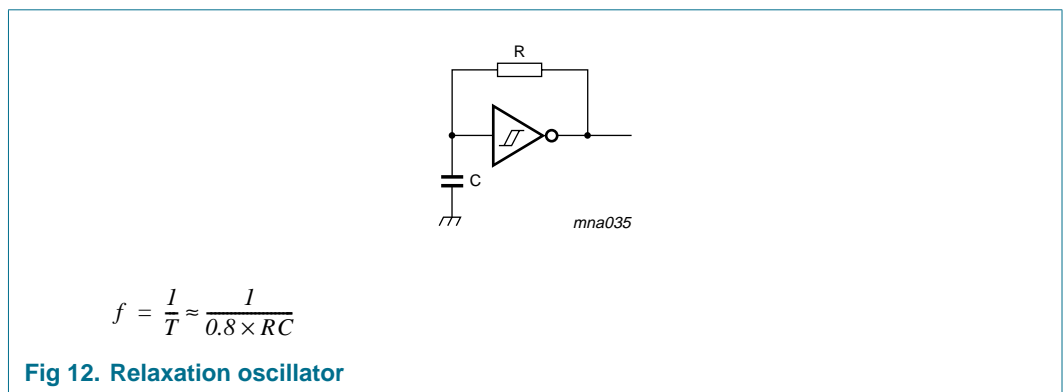 R
C
mna035
f = 1/T ≈ 1/(0.8 × RC)
Fig 12. Relaxation oscillator